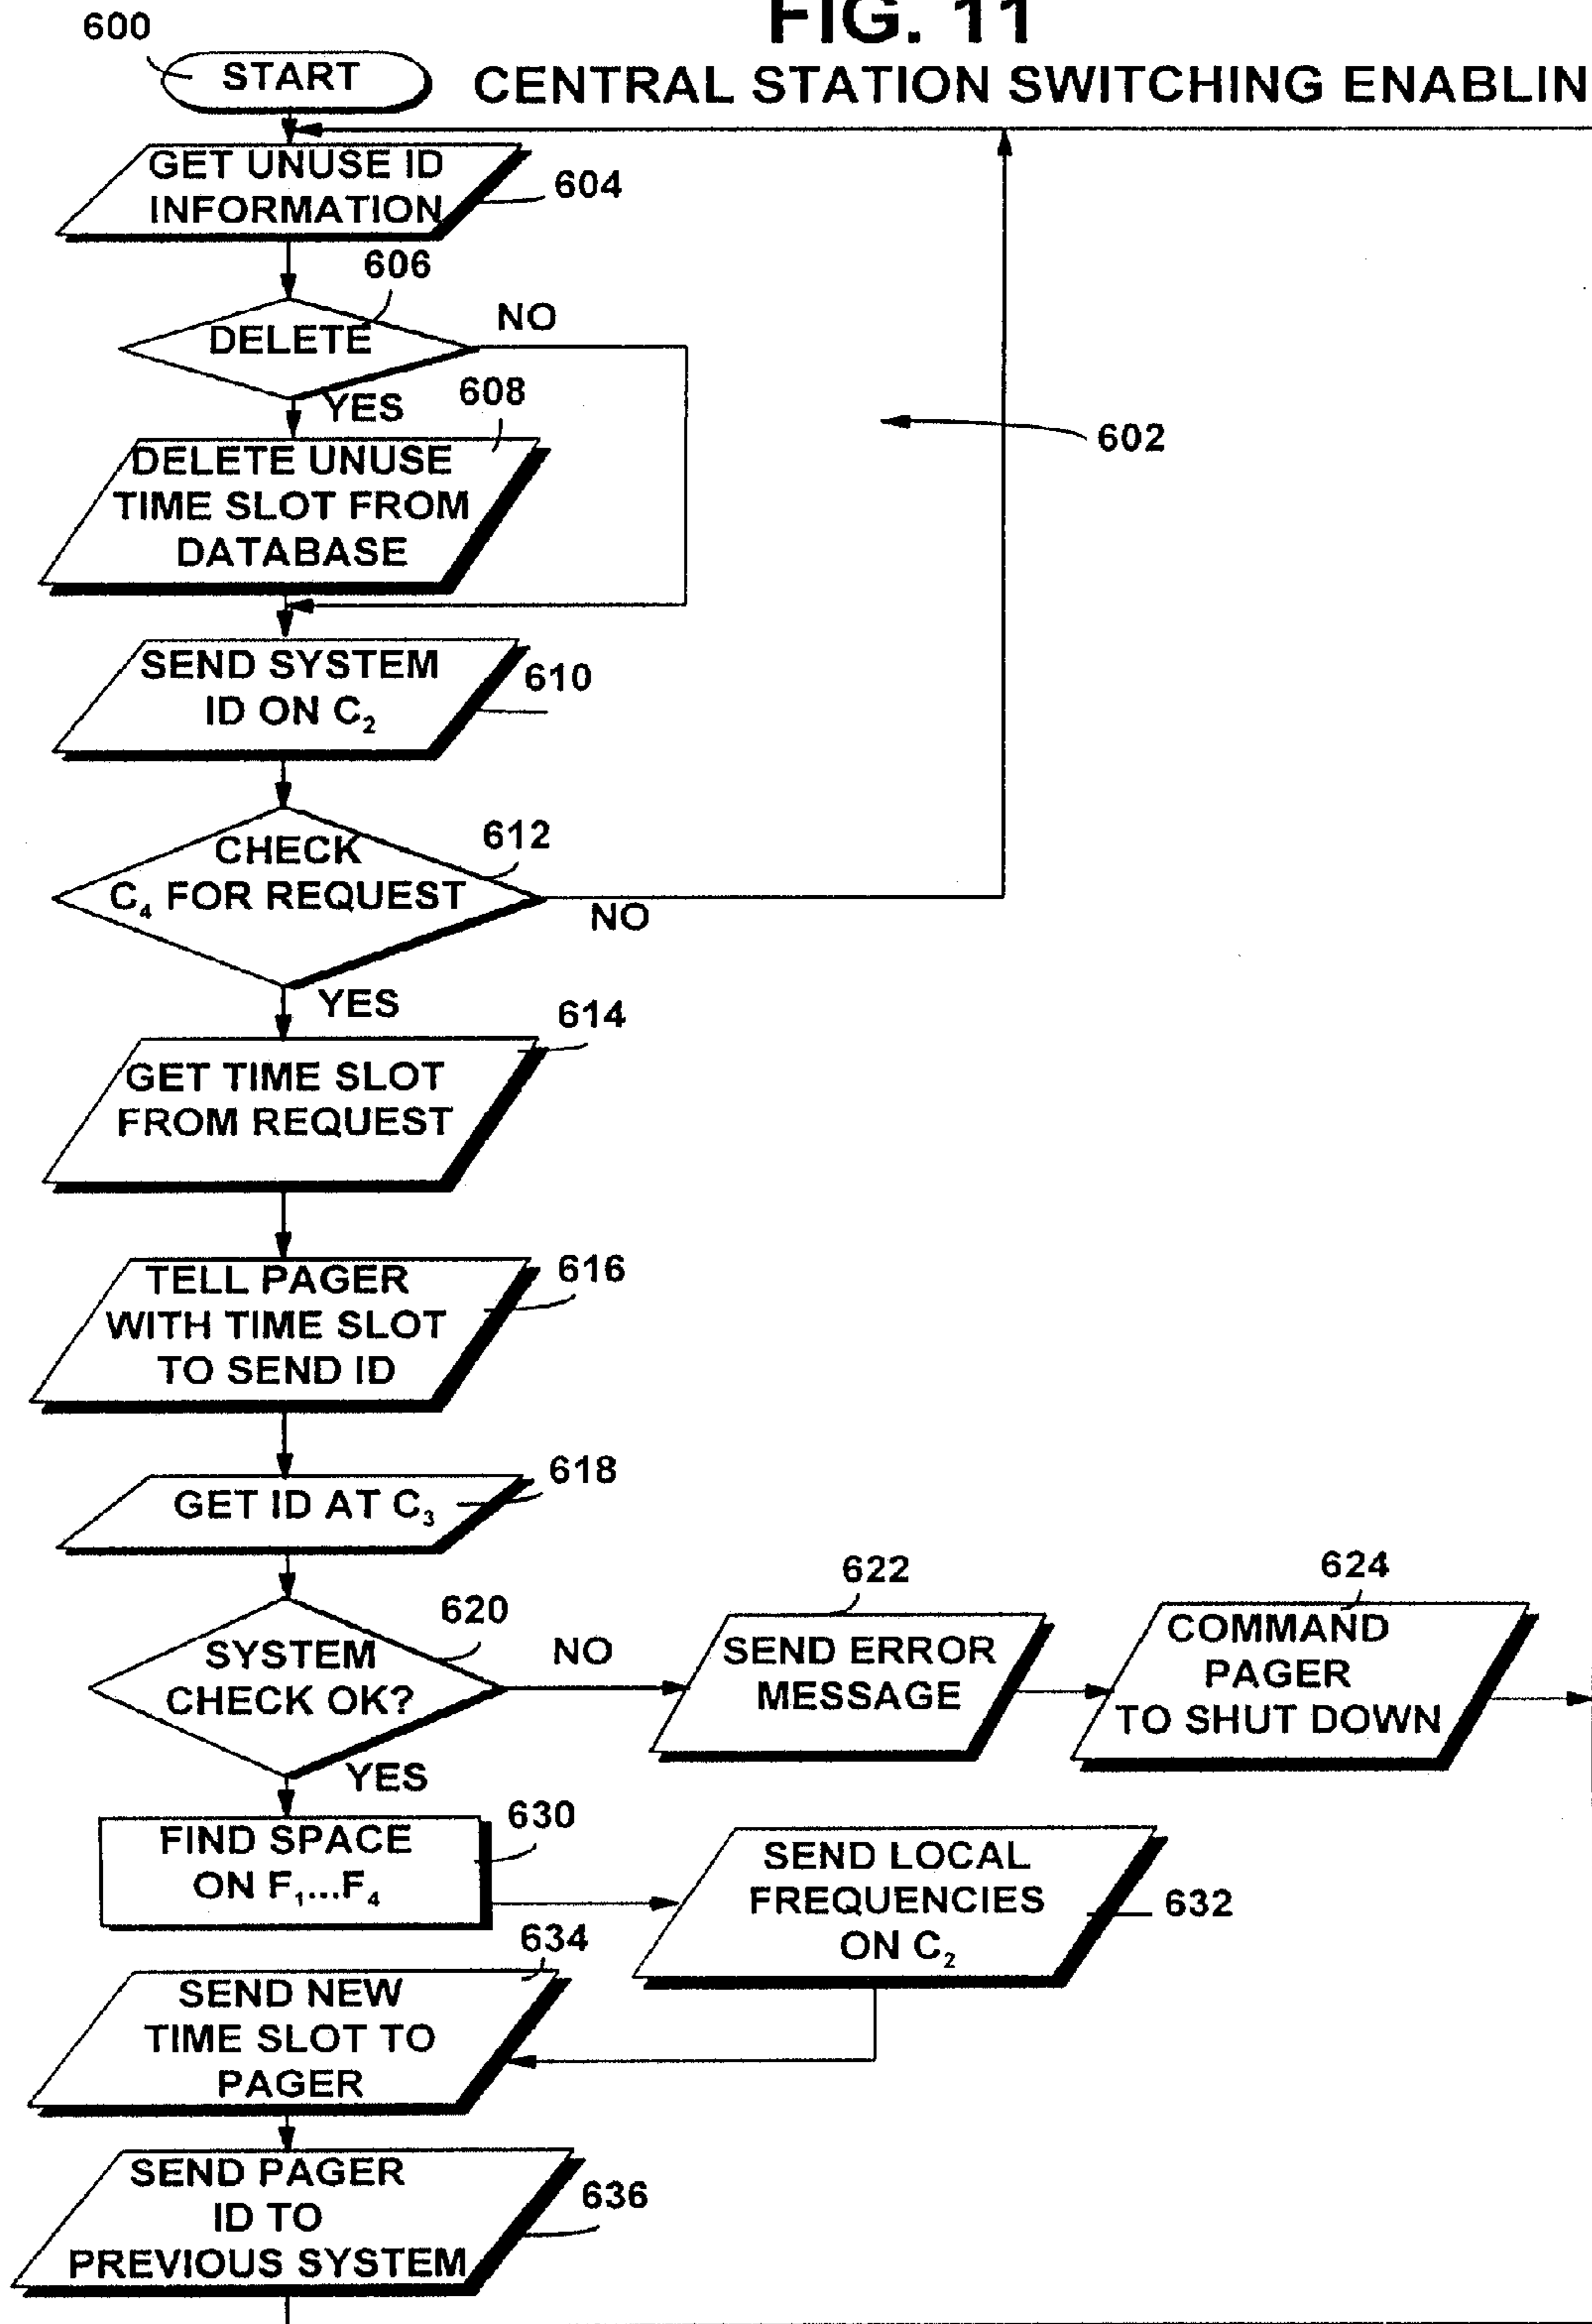 FIG. 11
CENTRAL STATION SWITCHING ENABLIN
600
START
GET UNUSE ID
INFORMATION
604
606
DELETE
NO
YES
608
DELETE UNUSE
TIME SLOT FROM
DATABASE
602
SEND SYSTEM
ID ON C₂
610
CHECK
C₄ FOR REQUEST
612
NO
YES
614
GET TIME SLOT
FROM REQUEST
TELL PAGER
WITH TIME SLOT
TO SEND ID
616
GET ID AT C₃
618
620
SYSTEM
CHECK OK?
NO
YES
622
SEND ERROR
MESSAGE
624
COMMAND
PAGER
TO SHUT DOWN
630
FIND SPACE
ON F₁...F₄
SEND LOCAL
FREQUENCIES
ON C₂
632
634
SEND NEW
TIME SLOT TO
PAGER
SEND PAGER
ID TO
PREVIOUS SYSTEM
636